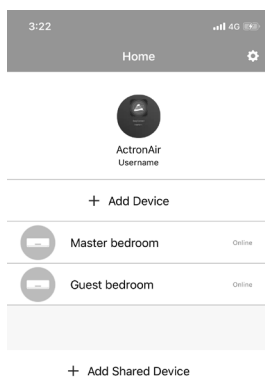 3:22
4G
Home
ActronAir
Username
+ Add Device
Master bedroom
Online
Guest bedroom
Online
+ Add Shared Device